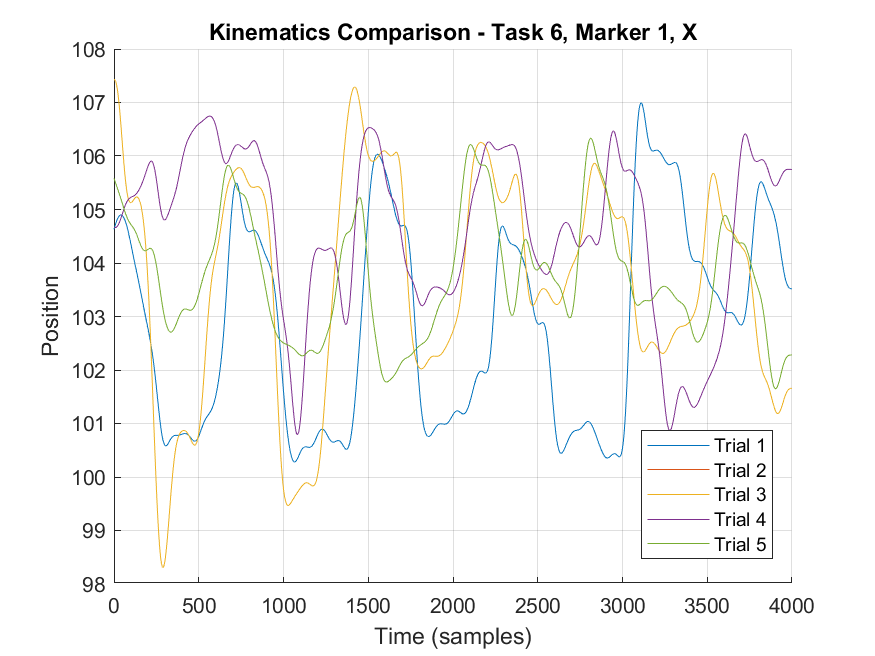 Kinematics Comparison - Task 6, Marker 1, X
108
107
106
105
104
103
102
101
100
99
98
Position
0 500 1000 1500 2000 2500 3000 3500 4000
Time (samples)
Trial 1
Trial 2
Trial 3
Trial 4
Trial 5